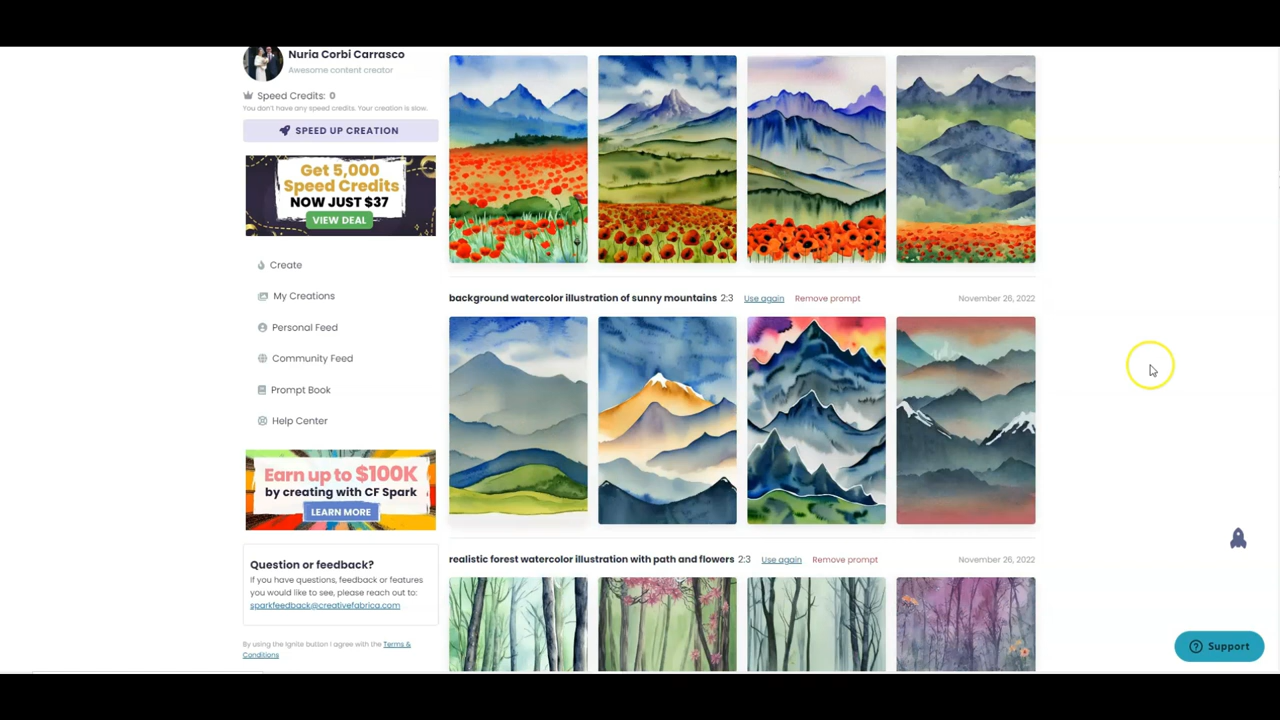 Nuria Corbi Carrasco
Awesome content creator
Speed Credits: 0
You don't have any speed credits. Your creation is slow.
SPEED UP CREATION
Get 5,000
Speed Credits
NOW JUST $37
VIEW DEAL
Create
My Creations
Personal Feed
Community Feed
Prompt Book
Help Center
Earn up to $100K
by creating with CF Spark
LEARN MORE
Question or feedback?
If you have questions, feedback or features
you would like to see, please reach out to:
sparkfeedback@creativefabrica.com
By using the Ignite button I agree with the Terms &
Conditions
background watercolor illustration of sunny mountains 2:3 Use again Remove prompt November 26, 2022
realistic forest watercolor illustration with path and flowers 2:3 Use again Remove prompt November 26, 2022
Support